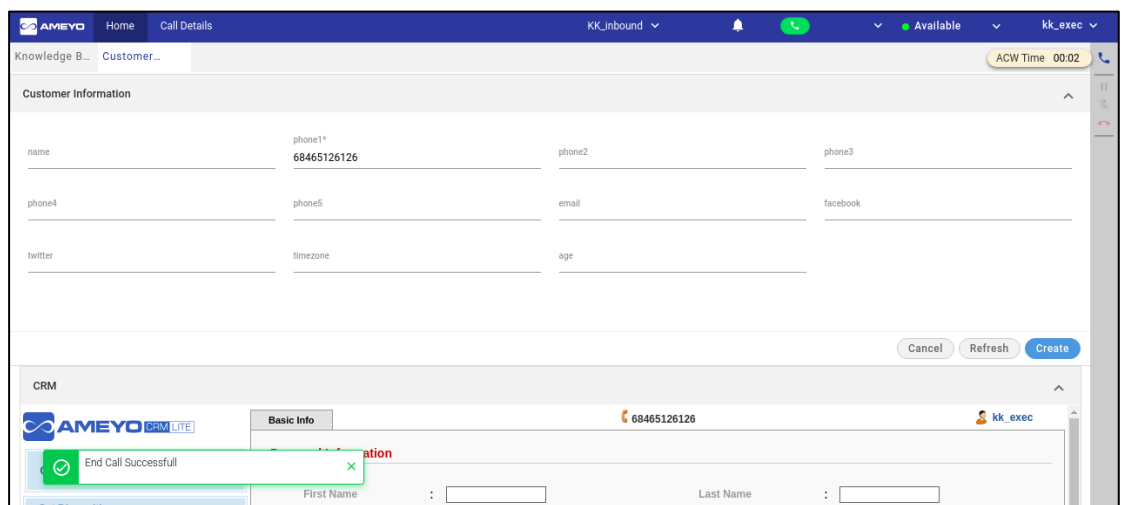 AMEYO Home Call Details KK_inbound Available kk_exec
Knowledge B... Customer... ACW Time 00:02
Customer Information
name phone1* 68465126126 phone2 phone3
phone4 phone5 email facebook
twitter timezone age
Cancel Refresh Create
CRM
AMEYO CRM LITE Basic Info 68465126126 kk_exec
End Call Successfull ation
First Name : Last Name :